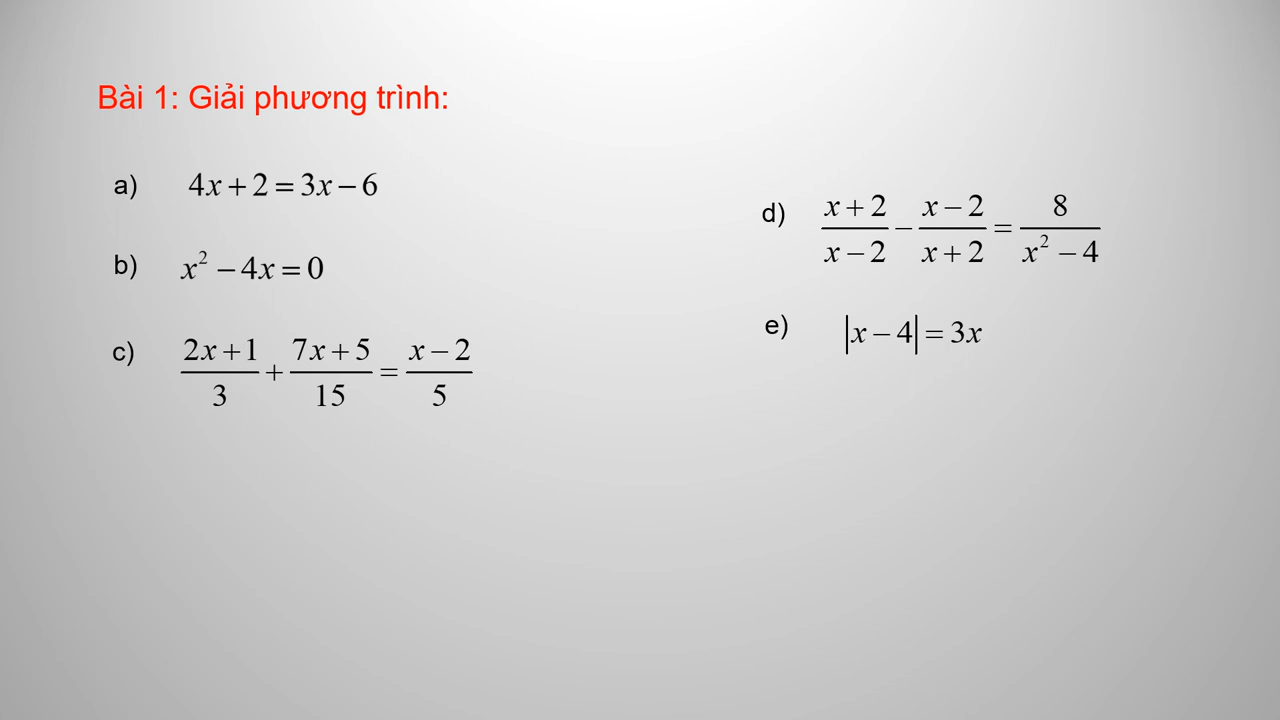 Bài 1: Giải phương trình:
a) 4x + 2 = 3x − 6
b) x² − 4x = 0
c) (2x + 1)/3 + (7x + 5)/15 = (x − 2)/5
d) (x + 2)/(x − 2) − (x − 2)/(x + 2) = 8/(x² − 4)
e) |x − 4| = 3x